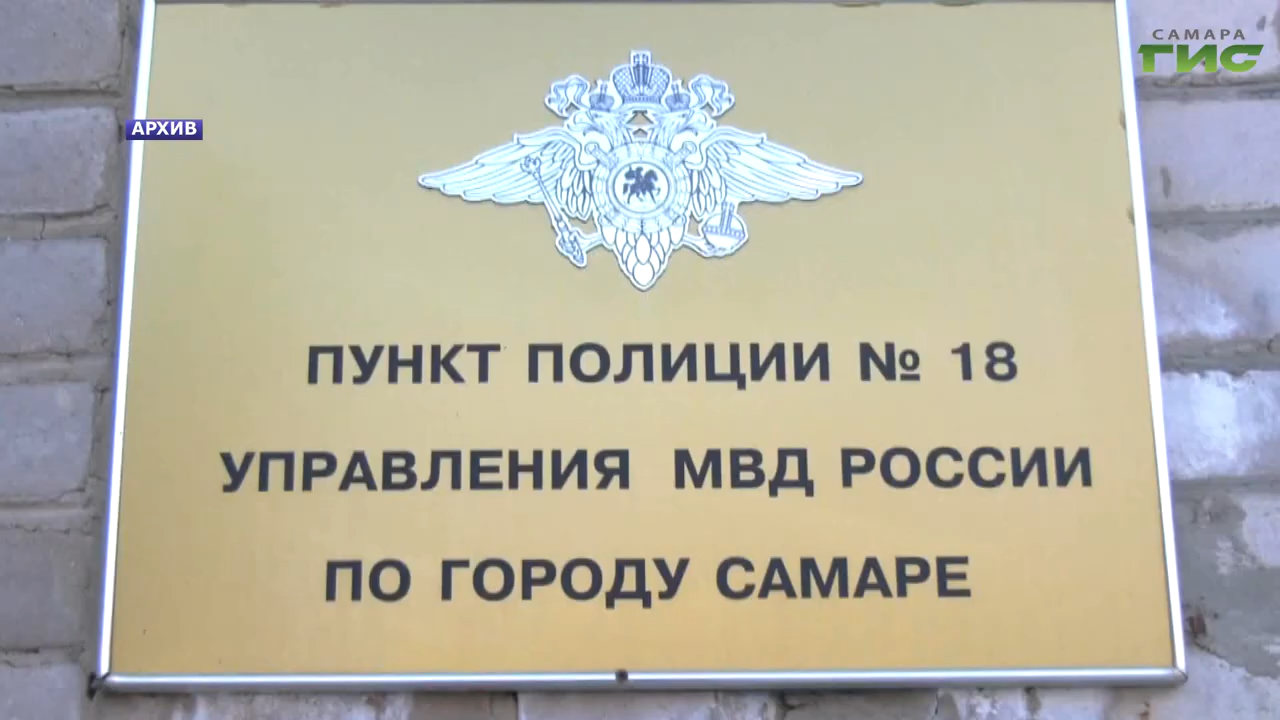 САМАРА
ГИС
АРХИВ
ПУНКТ ПОЛИЦИИ № 18
УПРАВЛЕНИЯ МВД РОССИИ
ПО ГОРОДУ САМАРЕ